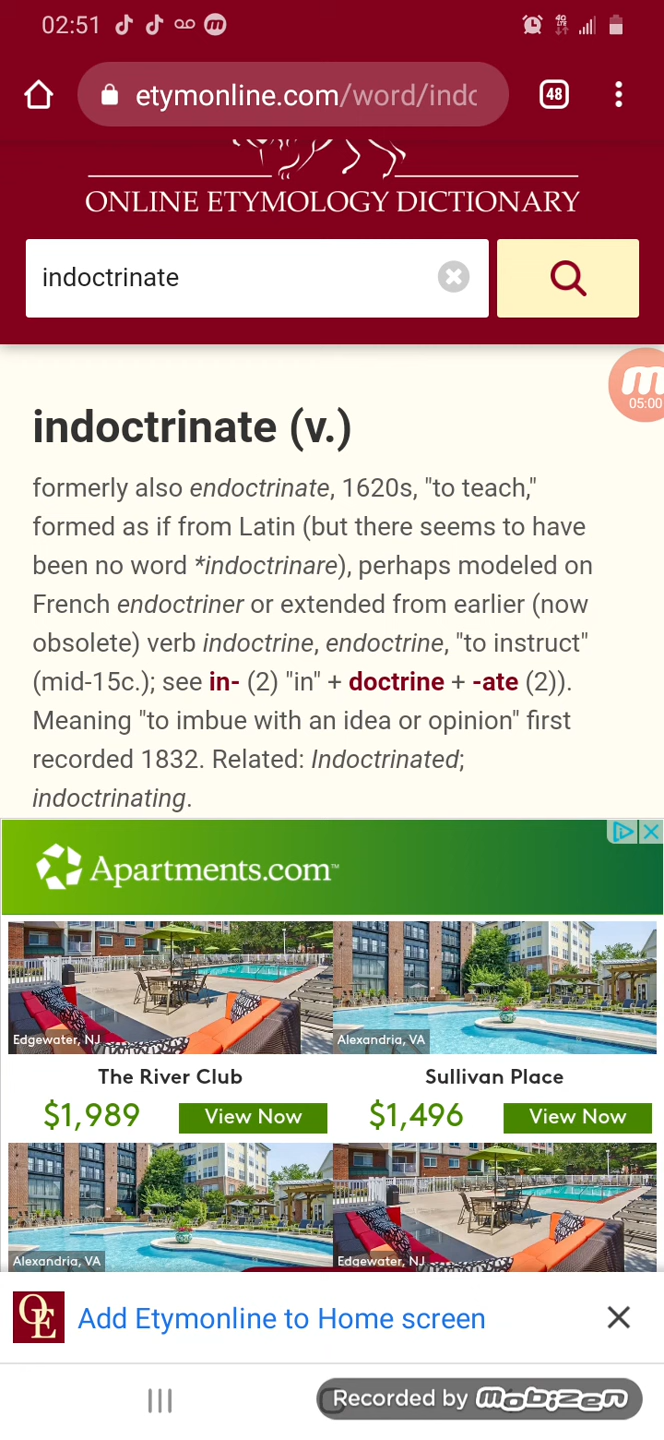 02:51
4G
LTE
etymonline.com/word/indc
48
ONLINE ETYMOLOGY DICTIONARY
indoctrinate
05:00
indoctrinate (v.)
formerly also endoctrinate, 1620s, "to teach,"
formed as if from Latin (but there seems to have
been no word *indoctrinare), perhaps modeled on
French endoctriner or extended from earlier (now
obsolete) verb indoctrine, endoctrine, "to instruct"
(mid-15c.); see in- (2) "in" + doctrine + -ate (2)).
Meaning "to imbue with an idea or opinion" first
recorded 1832. Related: Indoctrinated;
indoctrinating.
Apartments.com™
Edgewater, NJ
Alexandria, VA
The River Club
Sullivan Place
$1,989 View Now
$1,496 View Now
Alexandria, VA
Edgewater, NJ
OE
Add Etymonline to Home screen
Recorded by mobizen